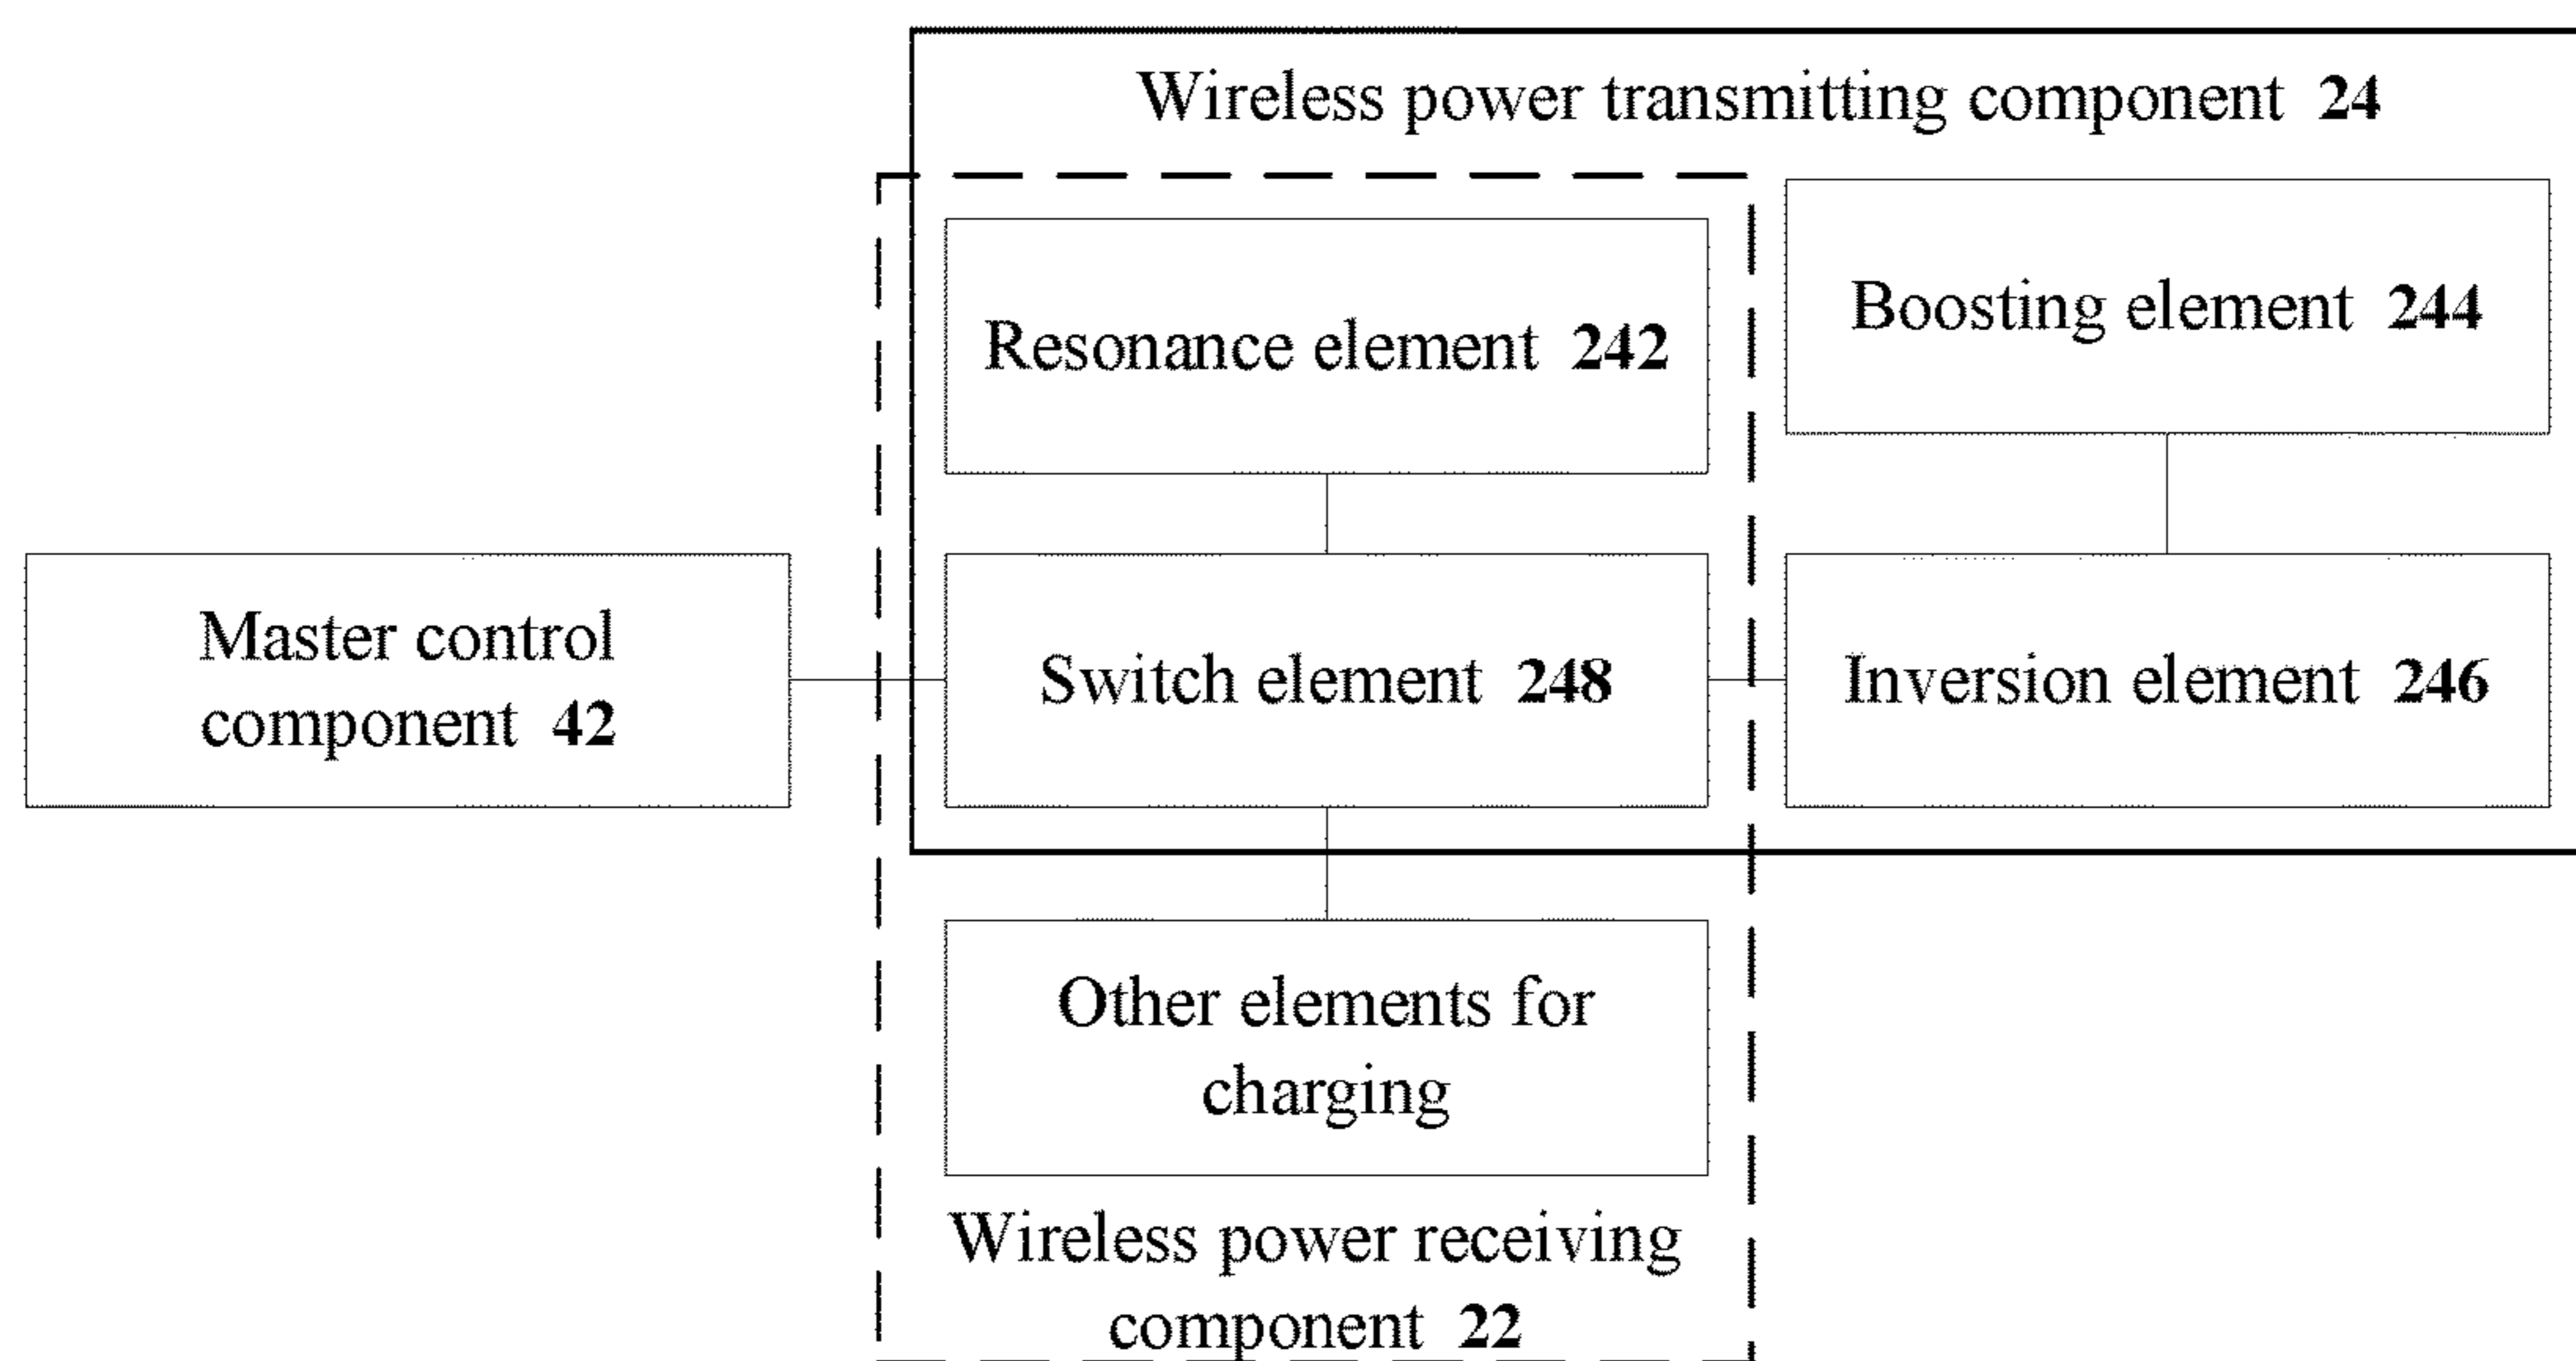 Wireless power transmitting component 24
Resonance element 242
Boosting element 244
Master control
component 42
Switch element 248
Inversion element 246
Other elements for
charging
Wireless power receiving
component 22